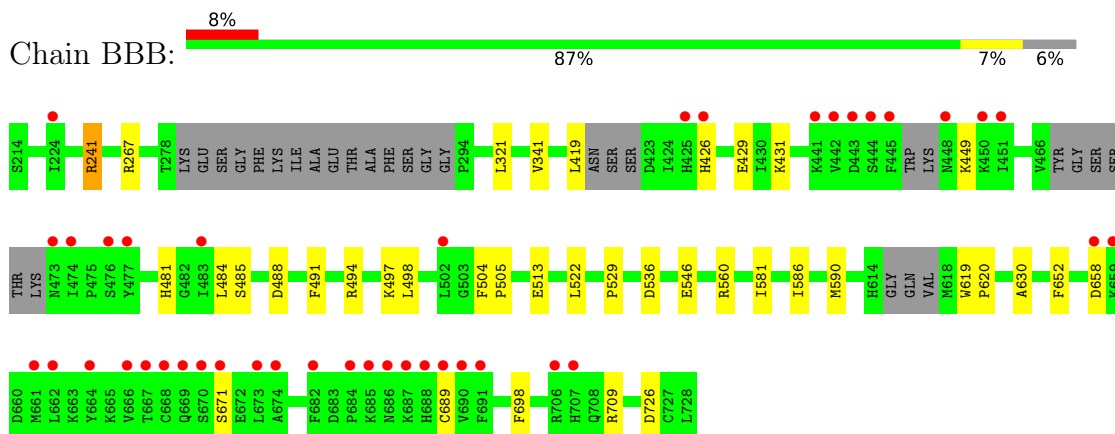 8%
Chain BBB:
87% 7% 6%
S214 I224 R241 R267 T278 LYS GLU SER GLY PHE LYS ILE ALA GLU THR ALA PHE SER GLY GLY P294 L321 V341 L419 ASN SER SER D423 I424 H425 H426 E429 I430 K431 K441 V442 D443 S444 F445 TRP LYS N448 K449 K450 I451 V466 TYR GLY SER SER
THR LYS N473 I474 P475 S476 Y477 H481 G482 I483 L484 S485 D488 F491 R494 K497 L498 L502 G503 F504 P505 E513 L522 P529 D536 E546 R560 I581 I586 M590 H614 GLY GLN VAL M618 W619 P620 A630 F652 D658 K659
D660 M661 L662 K663 Y664 K665 V666 T667 C668 Q669 S670 S671 E672 L673 A674 F682 D683 P684 K685 N686 K687 H688 C689 V690 F691 F698 R706 H707 Q708 R709 D726 C727 L728